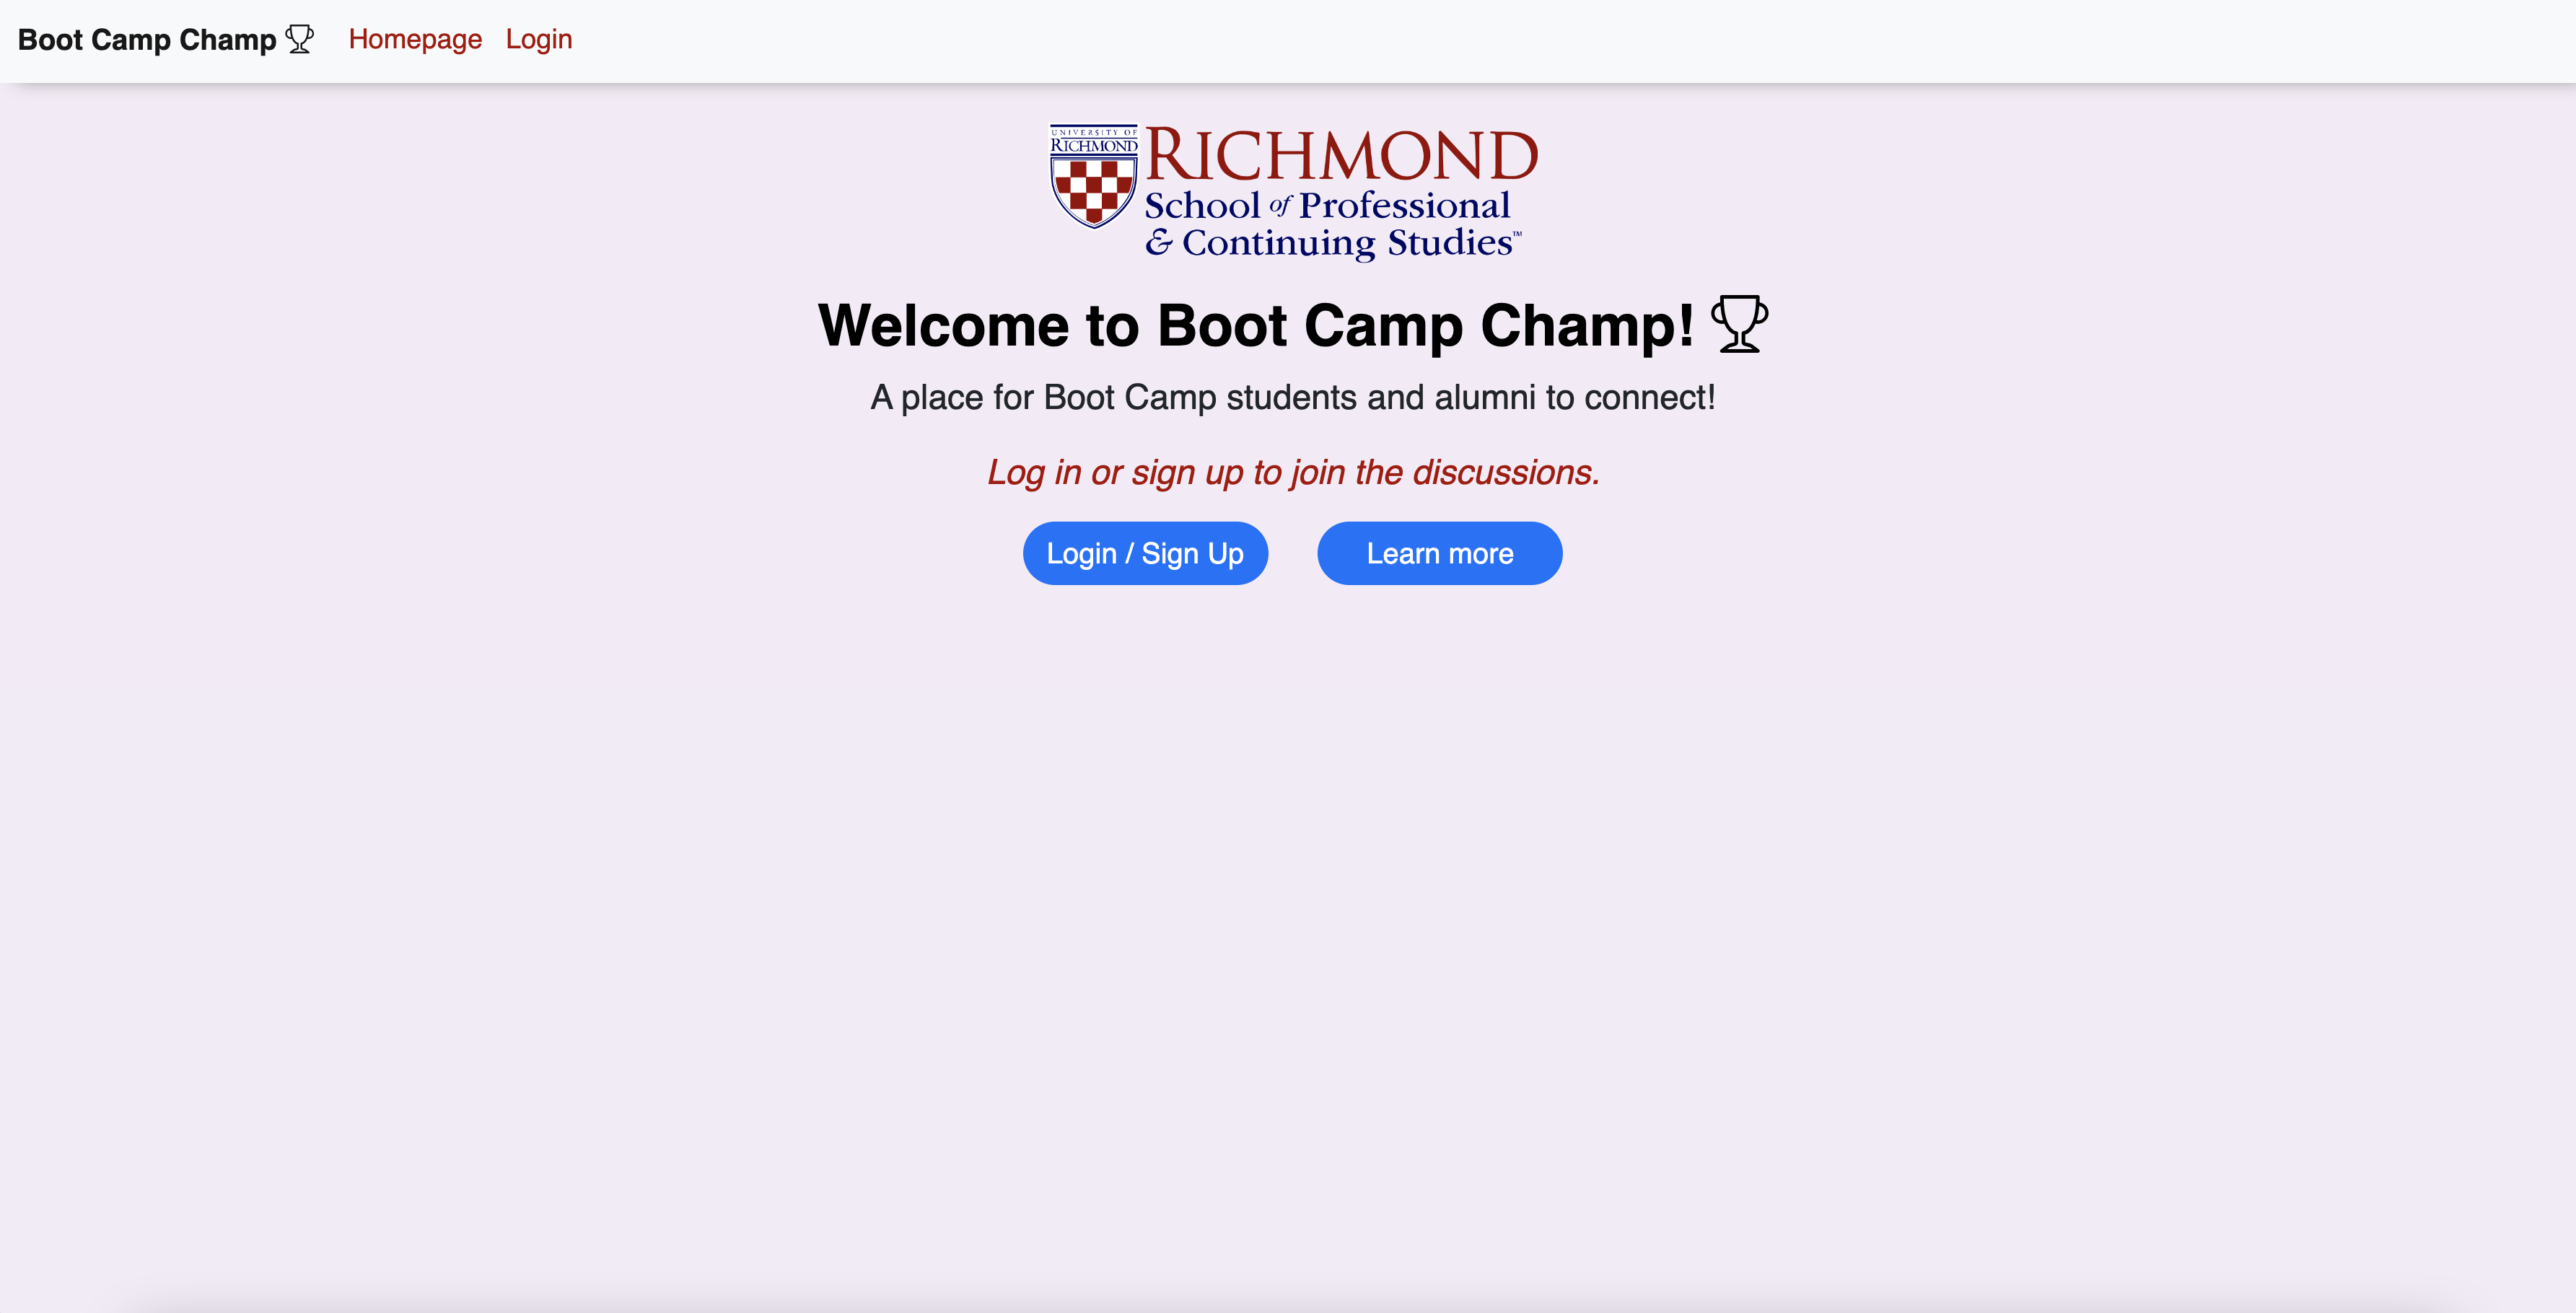 Boot Camp Champ Homepage Login
UNIVERSITY OF
RICHMOND
RICHMOND
School of Professional
& Continuing Studies™
Welcome to Boot Camp Champ!
A place for Boot Camp students and alumni to connect!
Log in or sign up to join the discussions.
Login / Sign Up Learn more